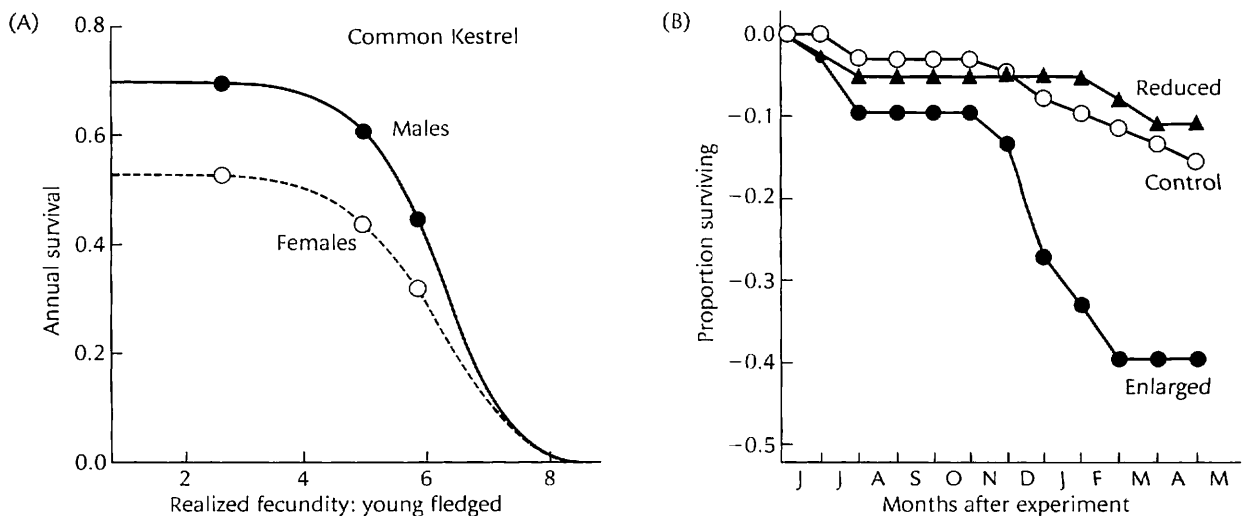 (A)
Common Kestrel
0.8
0.6
0.4
0.2
0.0
Annual survival
Males
Females
2
4
6
8
Realized fecundity: young fledged
(B)
0.0
−0.1
−0.2
−0.3
−0.4
−0.5
Proportion surviving
Reduced
Control
Enlarged
J J A S O N D J F M A M
Months after experiment